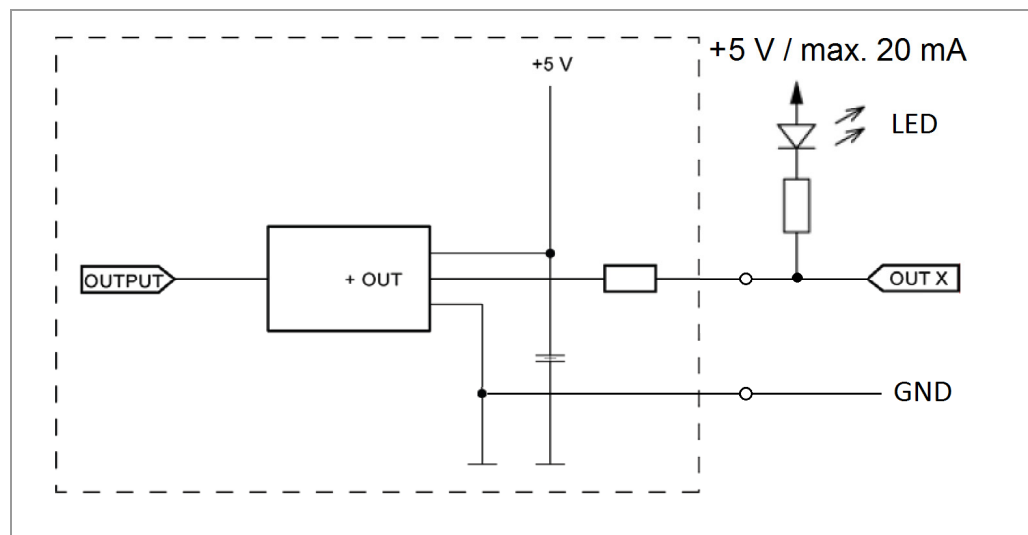 +5 V / max. 20 mA
+5 V
LED
OUTPUT
+ OUT
OUT X
GND